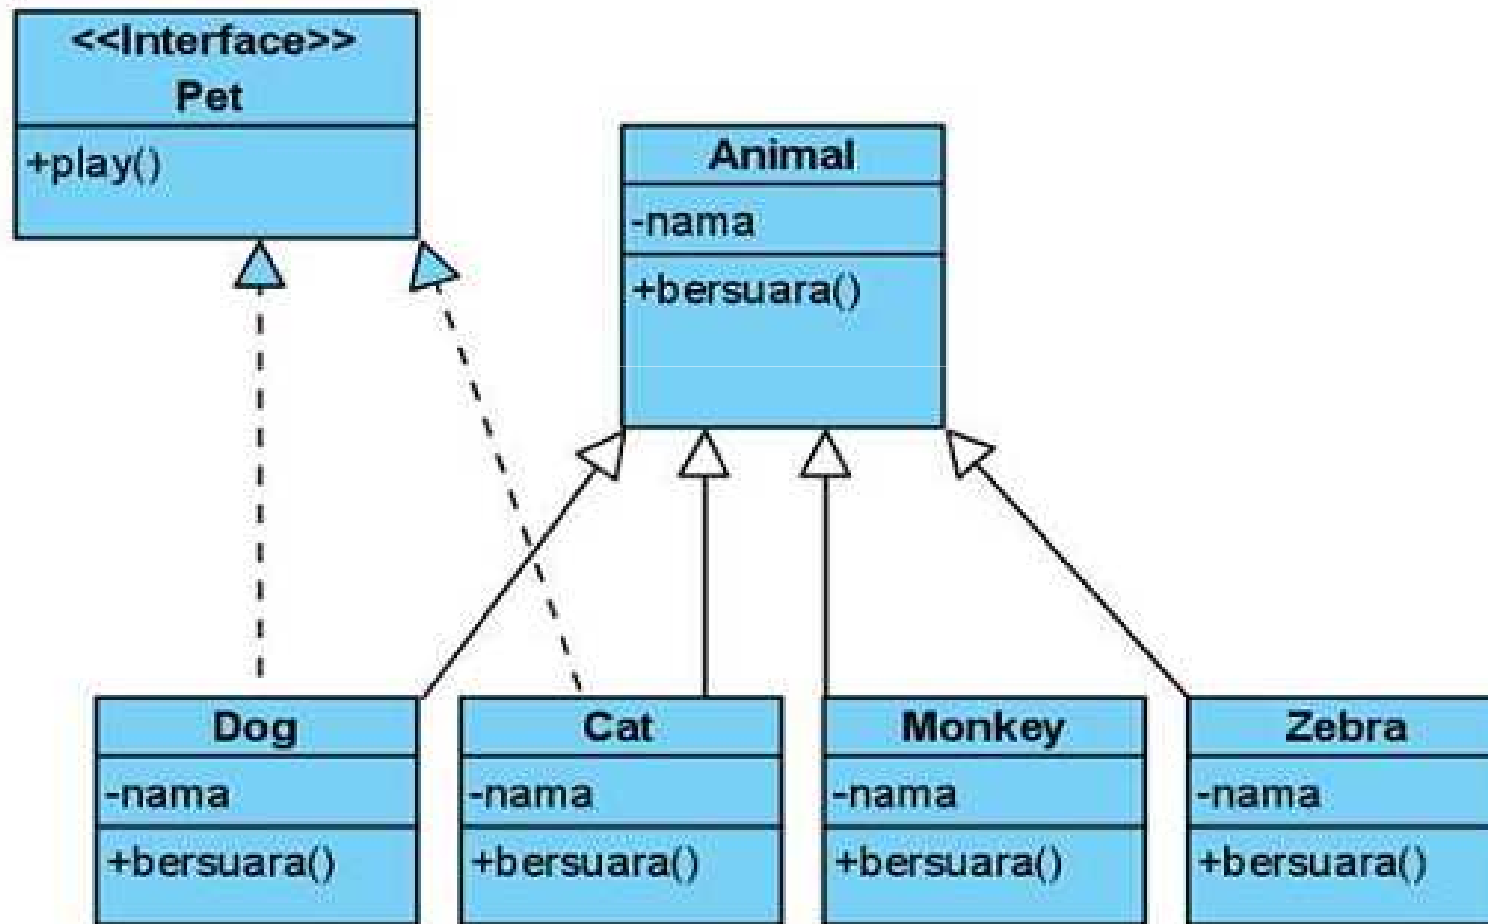 <<Interface>>
Pet
+play()
Animal
-nama
+bersuara()
Dog
-nama
+bersuara()
Cat
-nama
+bersuara()
Monkey
-nama
+bersuara()
Zebra
-nama
+bersuara()